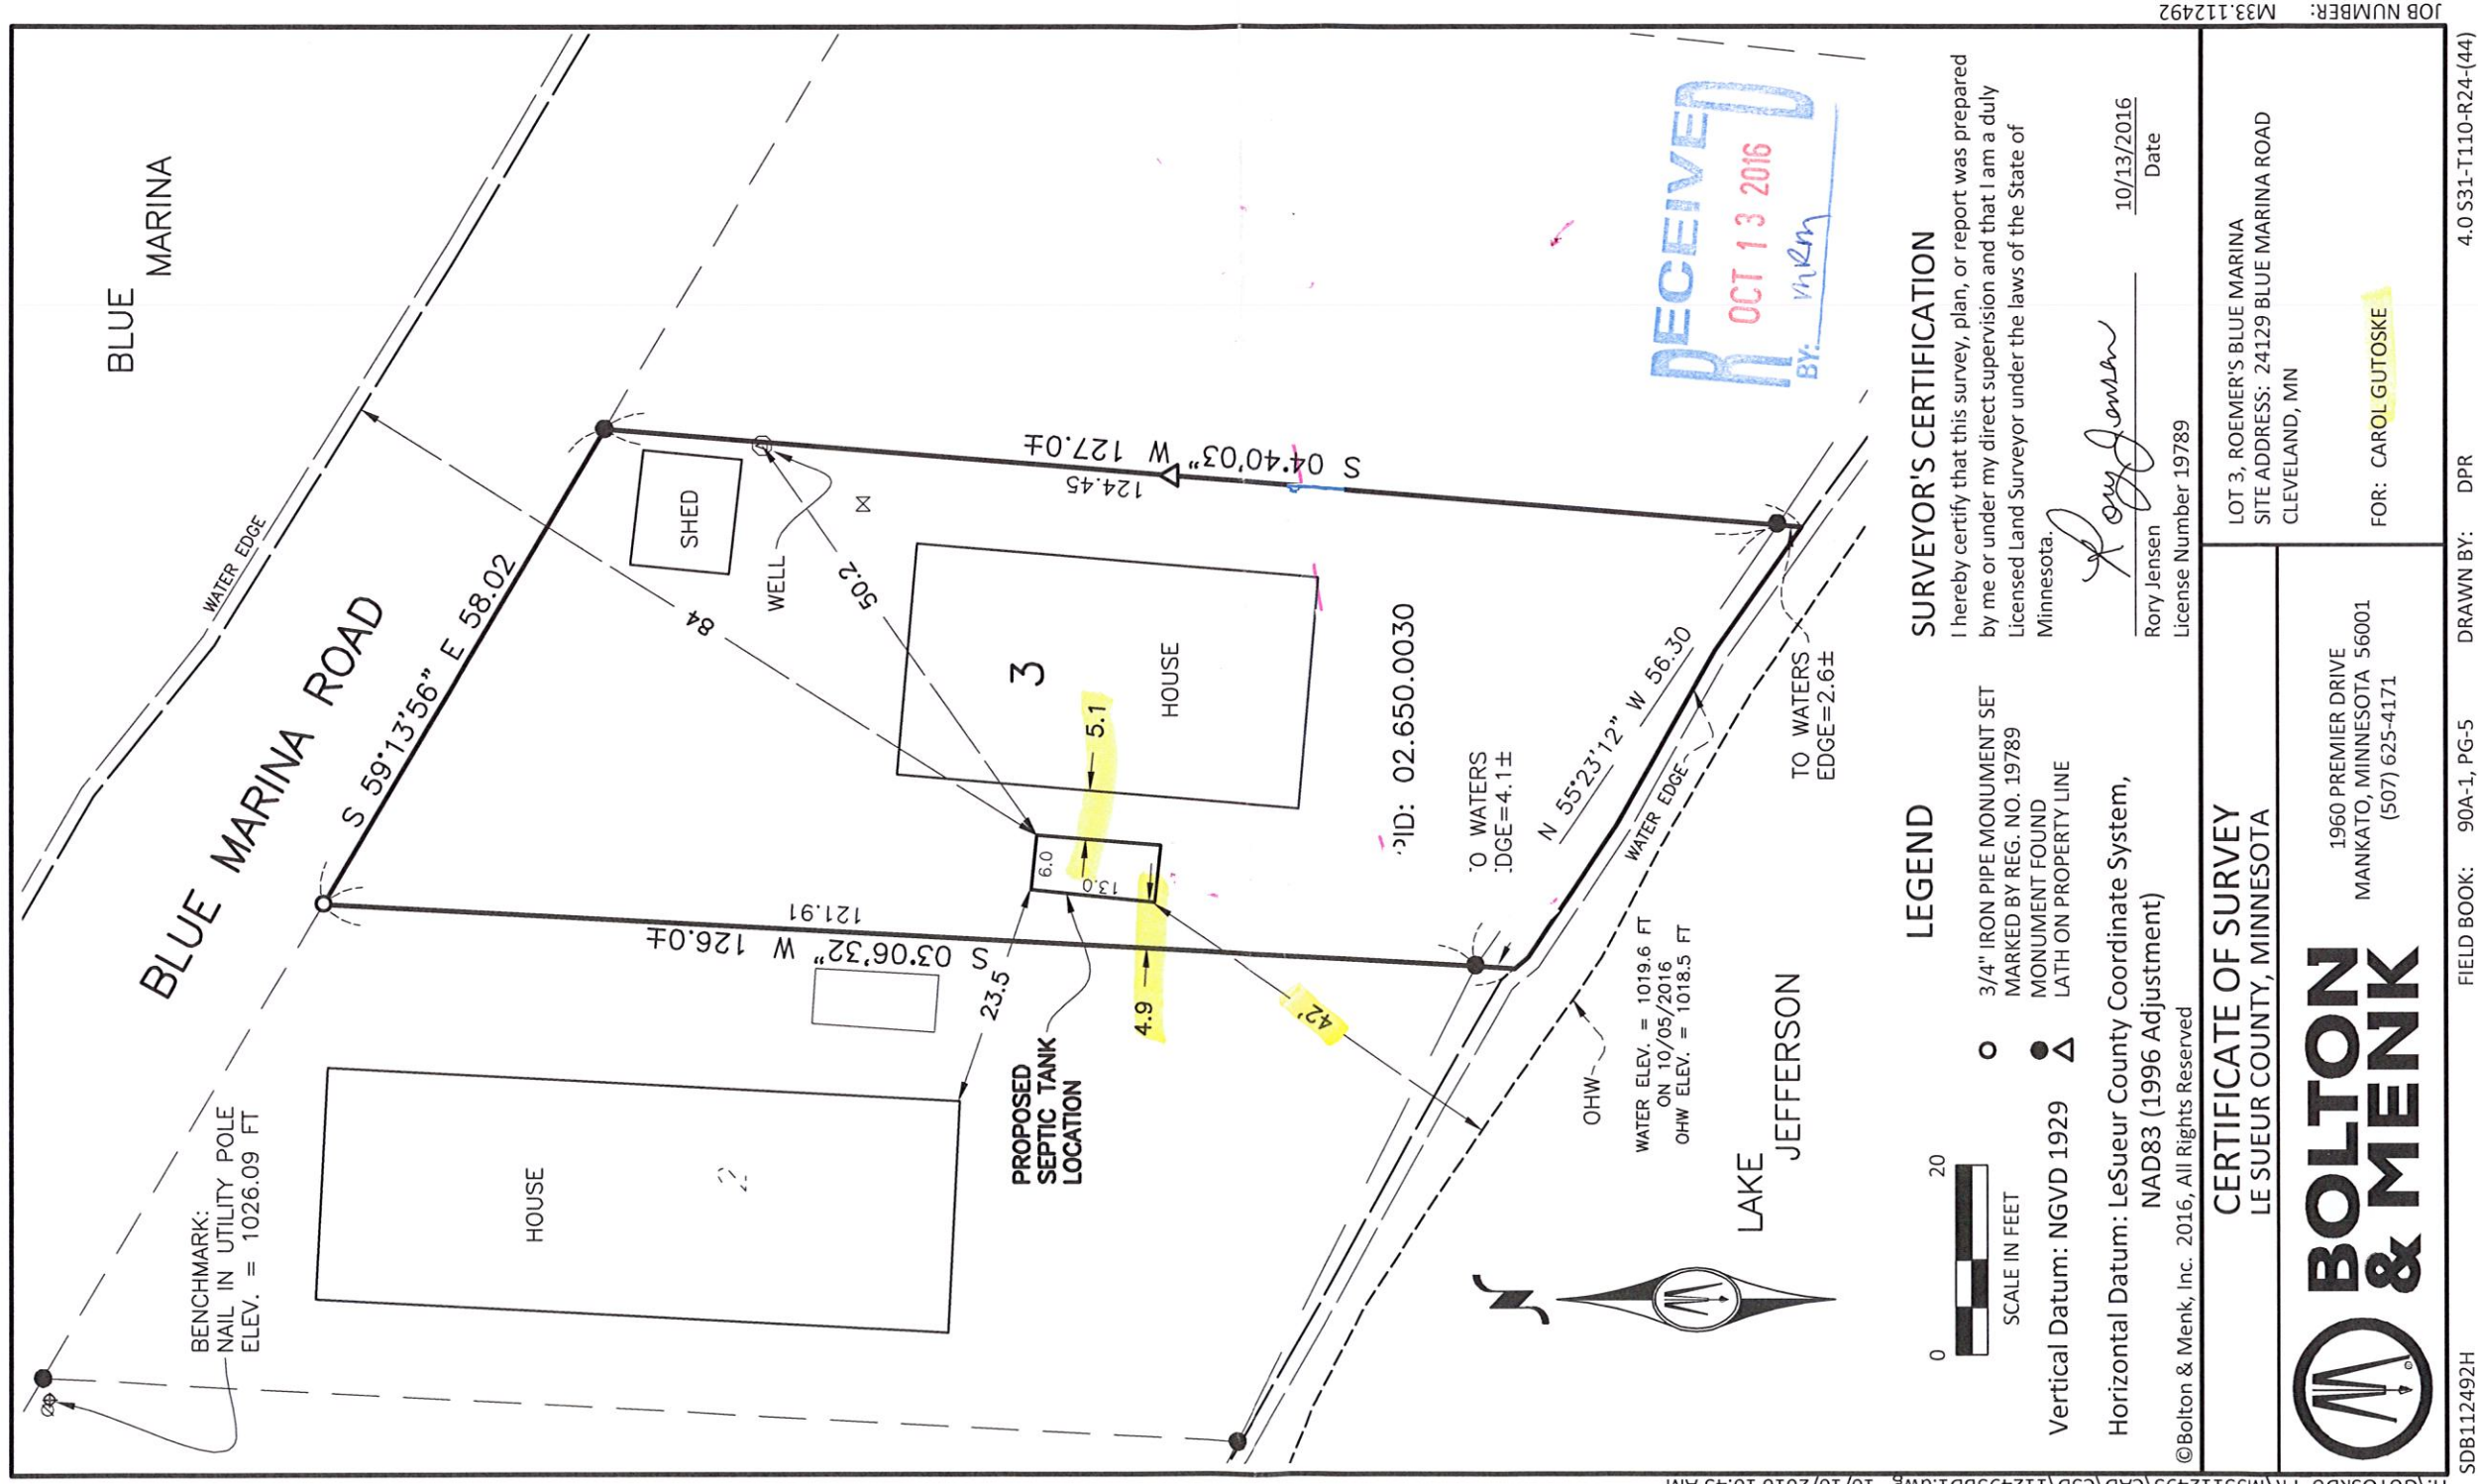 BLUE
MARINA
WATER EDGE
BLUE MARINA ROAD
S 59°13'56" E 58.02
BENCHMARK:
NAIL IN UTILITY POLE
ELEV. = 1026.09 FT
HOUSE
2
SHED
WELL
84
50.2
S 04°40'03" W 127.0±
124.45
3
HOUSE
5.1
6.0
13.0
121.91
S 03°06'32" W 126.0±
23.5
4.9
42'
PROPOSED
SEPTIC TANK
LOCATION
PID: 02.650.0030
TO WATERS
EDGE=4.1±
N 55°23'12" W 56.30
WATER EDGE
TO WATERS
EDGE=2.6±
OHW
WATER ELEV. = 1019.6 FT
ON 10/05/2016
OHW ELEV. = 1018.5 FT
LAKE
JEFFERSON
N
RECEIVED
OCT 13 2016
BY: mRm
0 20
SCALE IN FEET
Vertical Datum: NGVD 1929
Horizontal Datum: LeSueur County Coordinate System,
NAD83 (1996 Adjustment)
©Bolton & Menk, Inc. 2016, All Rights Reserved
LEGEND
3/4" IRON PIPE MONUMENT SET
MARKED BY REG. NO. 19789
MONUMENT FOUND
LATH ON PROPERTY LINE
SURVEYOR'S CERTIFICATION
I hereby certify that this survey, plan, or report was prepared
by me or under my direct supervision and that I am a duly
Licensed Land Surveyor under the laws of the State of
Minnesota.
Rory Jensen
10/13/2016
Rory Jensen Date
License Number 19789
CERTIFICATE OF SURVEY
LE SUEUR COUNTY, MINNESOTA
BOLTON
& MENK
1960 PREMIER DRIVE
MANKATO, MINNESOTA 56001
(507) 625-4171
LOT 3, ROEMER'S BLUE MARINA
SITE ADDRESS: 24129 BLUE MARINA ROAD
CLEVELAND, MN
FOR: CAROL GUTOSKE
SDB112492H FIELD BOOK: 90A-1, PG-5 DRAWN BY: DPR 4.0 S31-T110-R24-(44)
JOB NUMBER: M33.112492